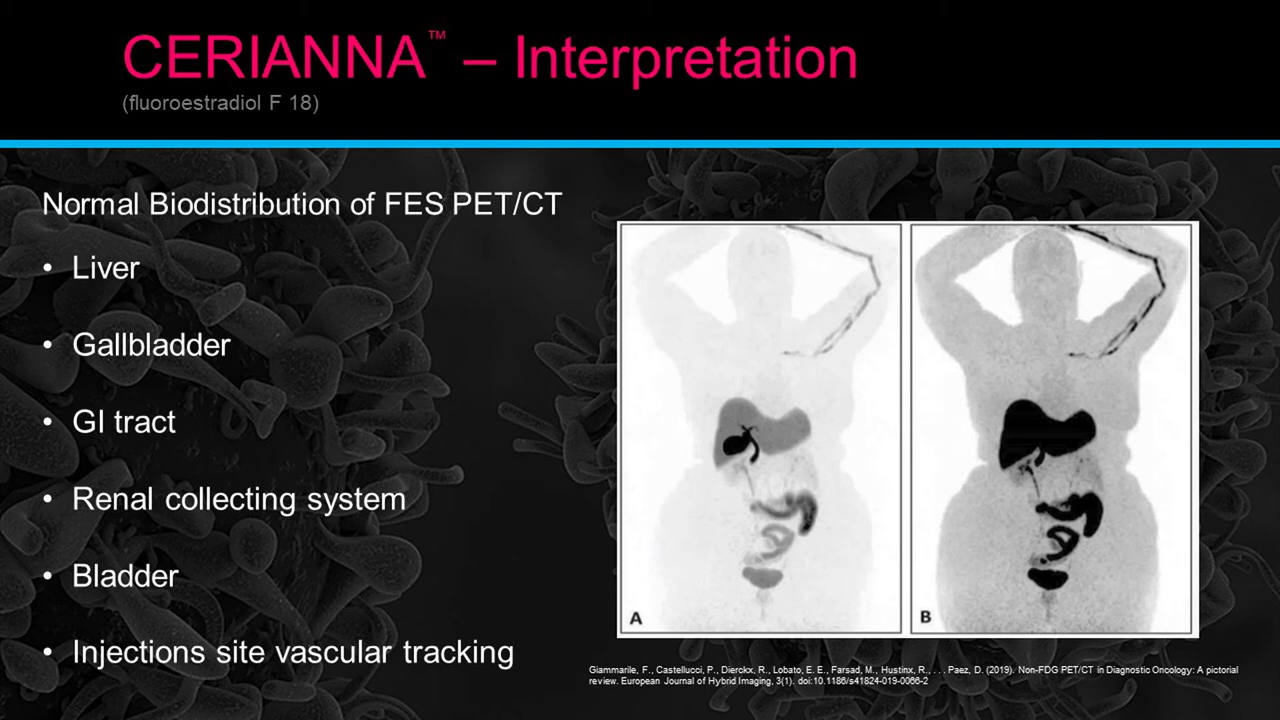 CERIANNA™ – Interpretation
(fluoroestradiol F 18)
Normal Biodistribution of FES PET/CT
• Liver
• Gallbladder
• GI tract
• Renal collecting system
• Bladder
• Injections site vascular tracking
A
B
Giammarile, F., Castellucci, P., Dierckx, R., Lobato, E. E., Farsad, M., Hustinx, R., . . . Paez, D. (2019). Non-FDG PET/CT in Diagnostic Oncology: A pictorial
review. European Journal of Hybrid Imaging, 3(1). doi:10.1186/s41824-019-0066-2